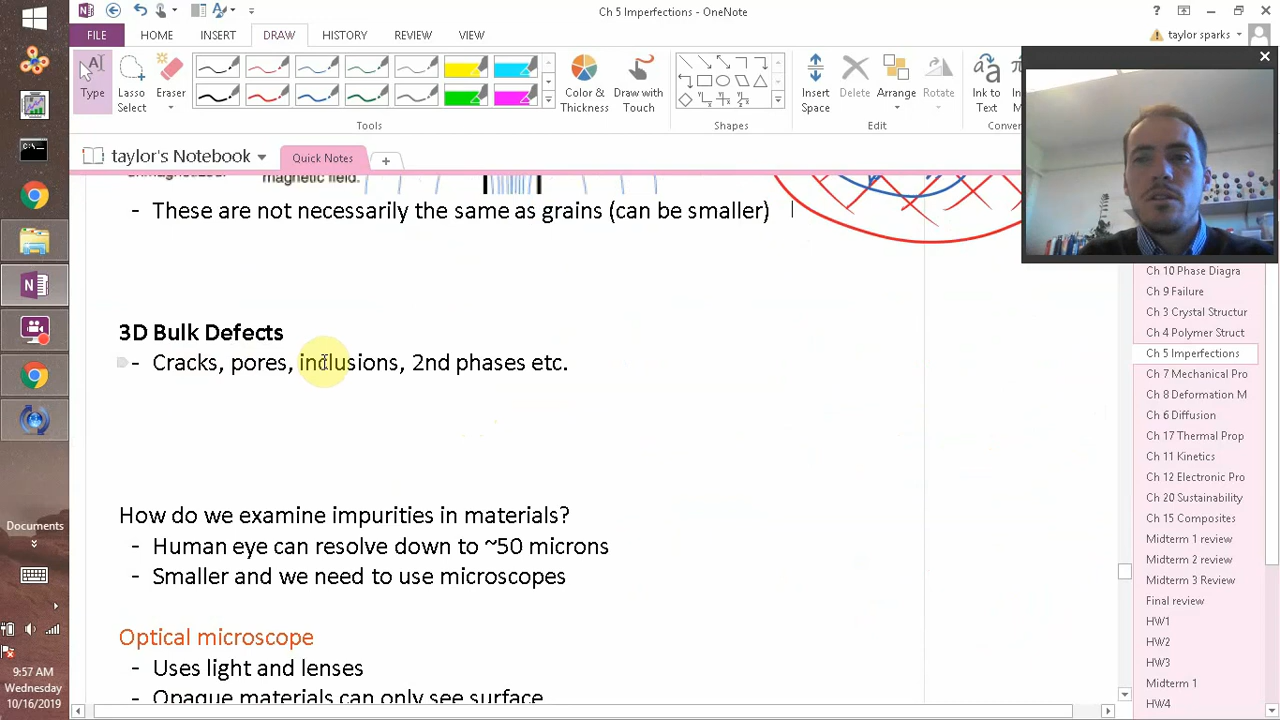 Ch 5 Imperfections - OneNote
taylor sparks
FILE HOME INSERT DRAW HISTORY REVIEW VIEW
Type
Lasso
Select
Eraser
Color &
Thickness
Draw with
Touch
Insert
Space
Delete
Arrange
Rotate
Ink to
Text
Tools
Shapes
Edit
Conver
taylor's Notebook
Quick Notes
magnetic field.
- These are not necessarily the same as grains (can be smaller)
3D Bulk Defects
- Cracks, pores, inclusions, 2nd phases etc.
How do we examine impurities in materials?
- Human eye can resolve down to ~50 microns
- Smaller and we need to use microscopes
Optical microscope
- Uses light and lenses
- Opaque materials can only see surface
Ch 10 Phase Diagra
Ch 9 Failure
Ch 3 Crystal Structur
Ch 4 Polymer Struct
Ch 5 Imperfections
Ch 7 Mechanical Pro
Ch 8 Deformation M
Ch 6 Diffusion
Ch 17 Thermal Prop
Ch 11 Kinetics
Ch 12 Electronic Pro
Ch 20 Sustainability
Ch 15 Composites
Midterm 1 review
Midterm 2 review
Midterm 3 Review
Final review
HW1
HW2
HW3
Midterm 1
HW4
Documents
9:57 AM
Wednesday
10/16/2019